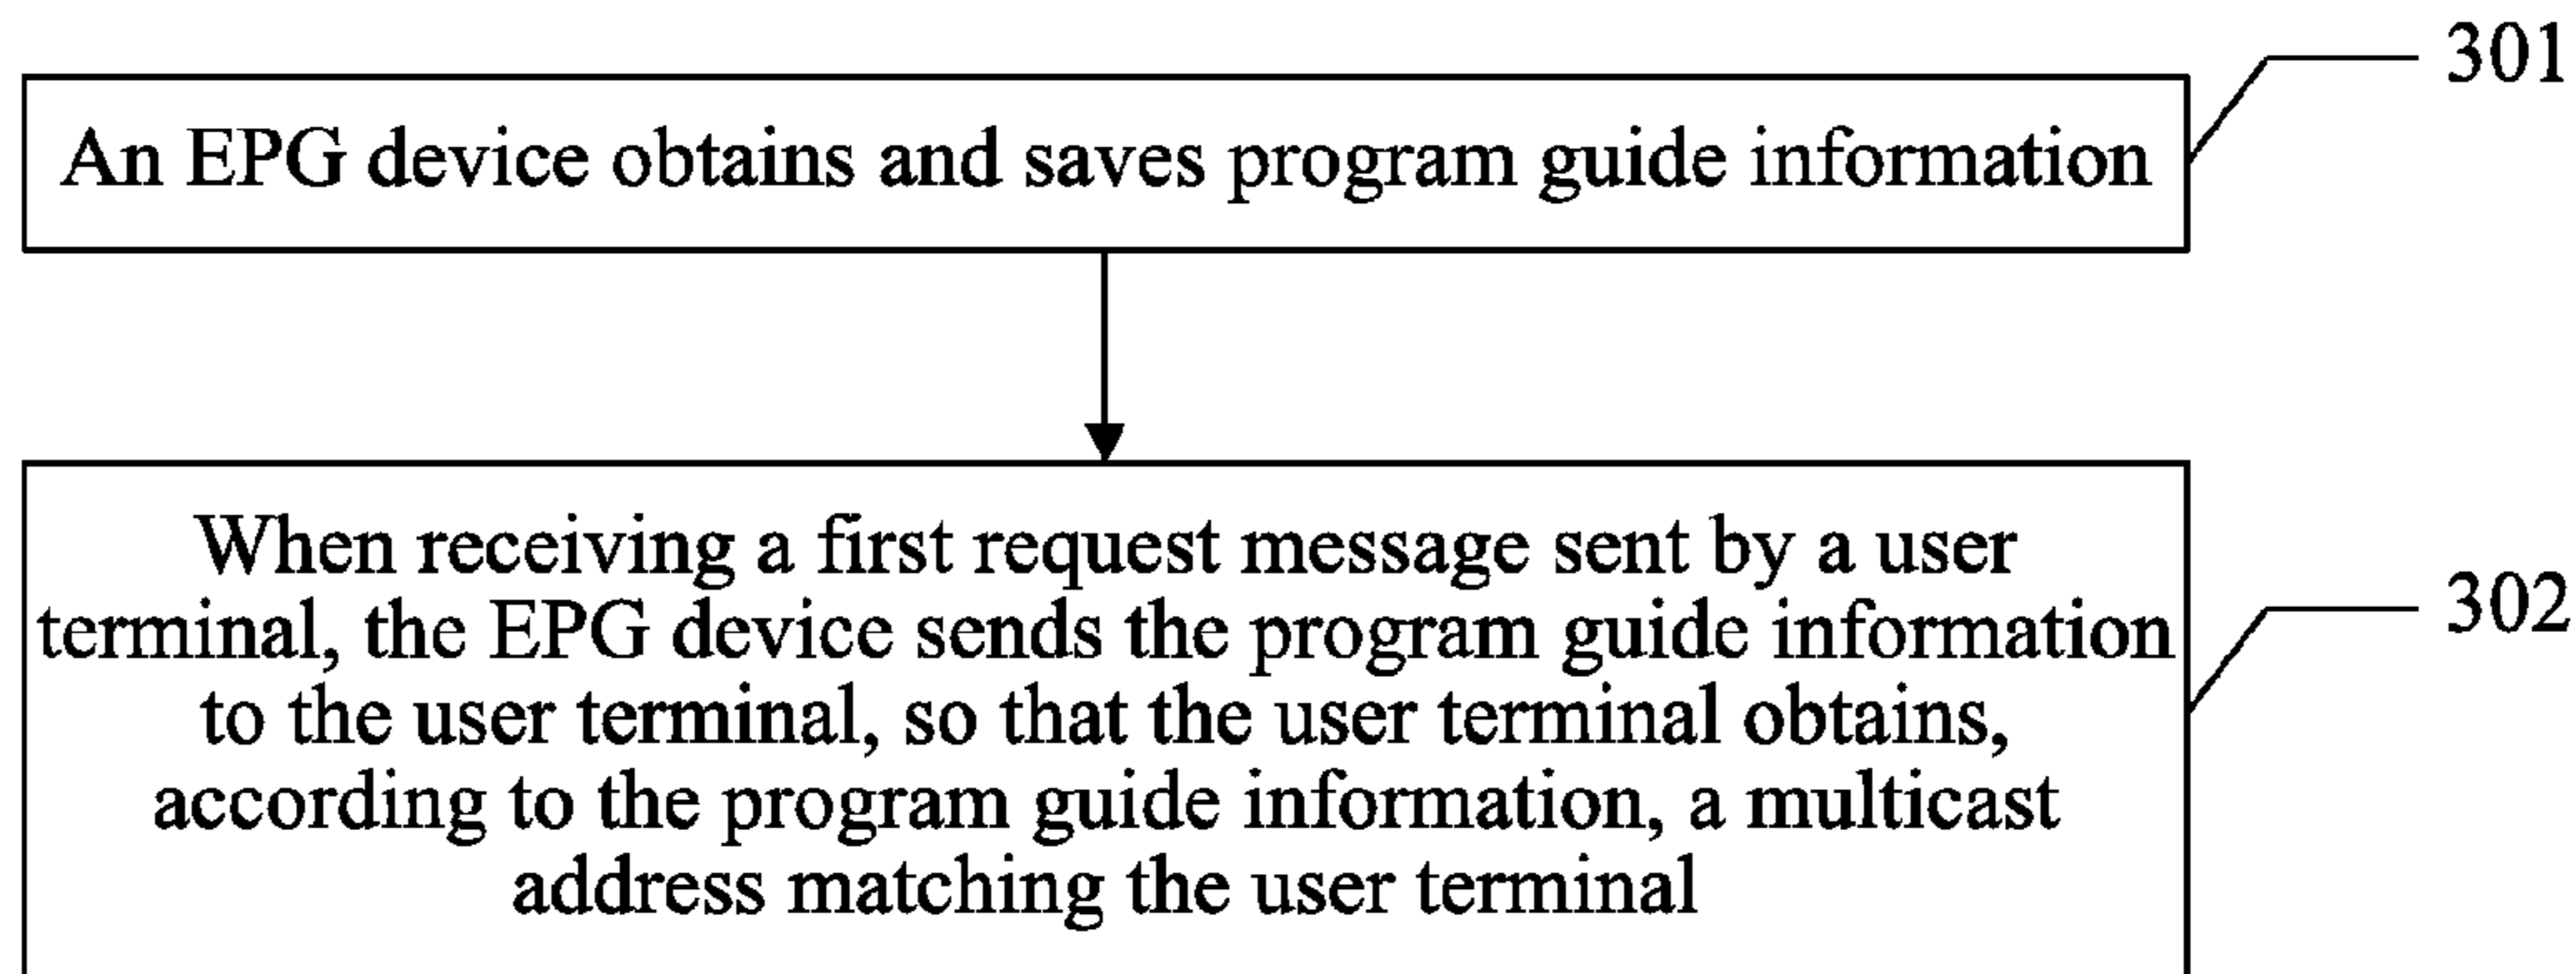 301
An EPG device obtains and saves program guide information
When receiving a first request message sent by a user
terminal, the EPG device sends the program guide information
to the user terminal, so that the user terminal obtains,
according to the program guide information, a multicast
address matching the user terminal
302